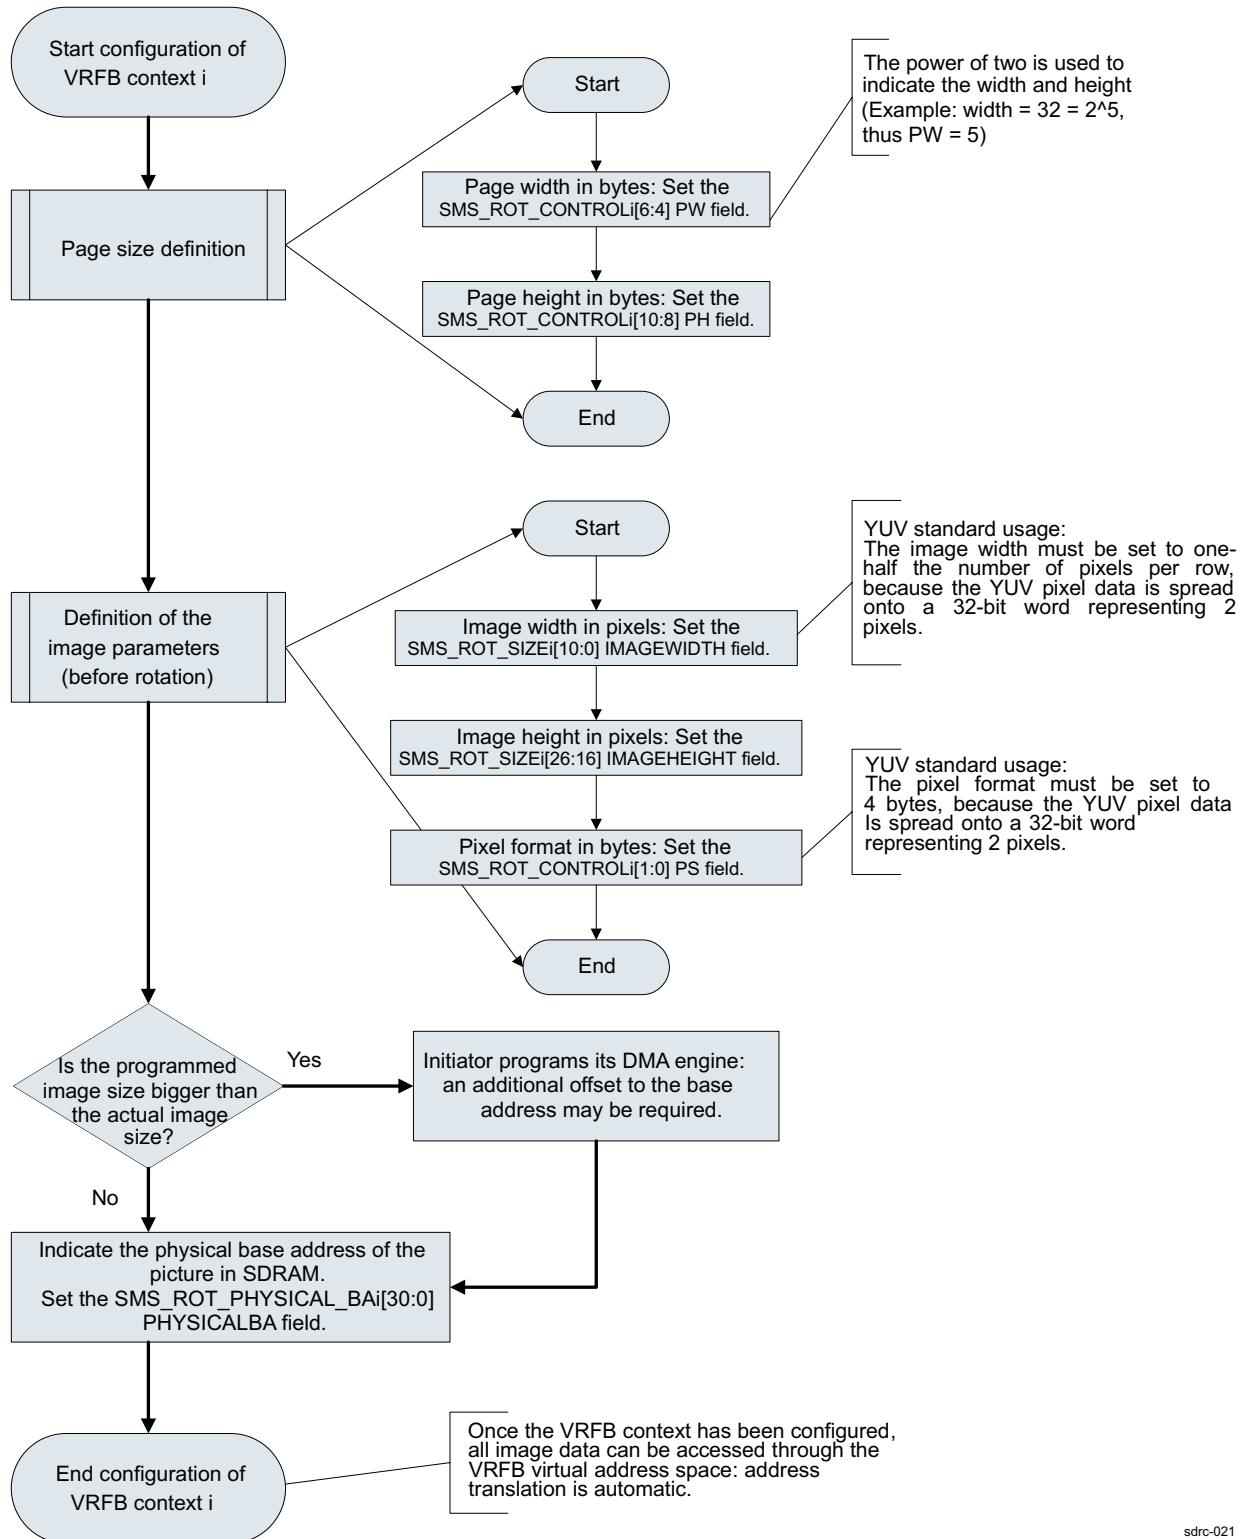 Start configuration of
VRFB context i
Start
The power of two is used to
indicate the width and height
(Example: width = 32 = 2^5,
thus PW = 5)
Page width in bytes: Set the
SMS_ROT_CONTROLi[6:4] PW field.
Page size definition
Page height in bytes: Set the
SMS_ROT_CONTROLi[10:8] PH field.
End
Start
YUV standard usage:
The image width must be set to one-
half the number of pixels per row,
because the YUV pixel data is spread
onto a 32-bit word representing 2
pixels.
Definition of the
image parameters
(before rotation)
Image width in pixels: Set the
SMS_ROT_SIZEi[10:0] IMAGEWIDTH field.
Image height in pixels: Set the
SMS_ROT_SIZEi[26:16] IMAGEHEIGHT field.
YUV standard usage:
The pixel format must be set to
4 bytes, because the YUV pixel data
Is spread onto a 32-bit word
representing 2 pixels.
Pixel format in bytes: Set the
SMS_ROT_CONTROLi[1:0] PS field.
End
Is the programmed
image size bigger than
the actual image
size?
Yes
Initiator programs its DMA engine:
an additional offset to the base
address may be required.
No
Indicate the physical base address of the
picture in SDRAM.
Set the SMS_ROT_PHYSICAL_BAi[30:0]
PHYSICALBA field.
Once the VRFB context has been configured,
all image data can be accessed through the
VRFB virtual address space: address
translation is automatic.
End configuration of
VRFB context i
sdrc-021